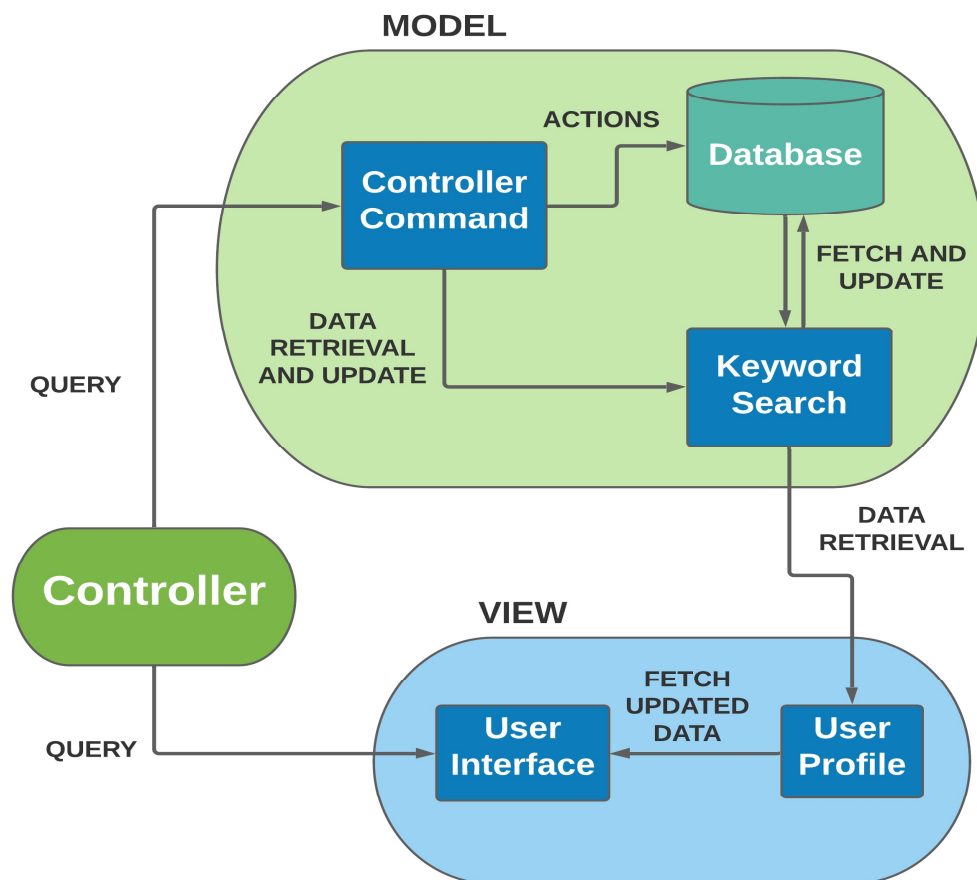 MODEL
ACTIONS
Database
Controller
Command
FETCH AND
UPDATE
DATA
RETRIEVAL
AND UPDATE
Keyword
Search
QUERY
DATA
RETRIEVAL
Controller
VIEW
FETCH
UPDATED
DATA
User
Interface
User
Profile
QUERY